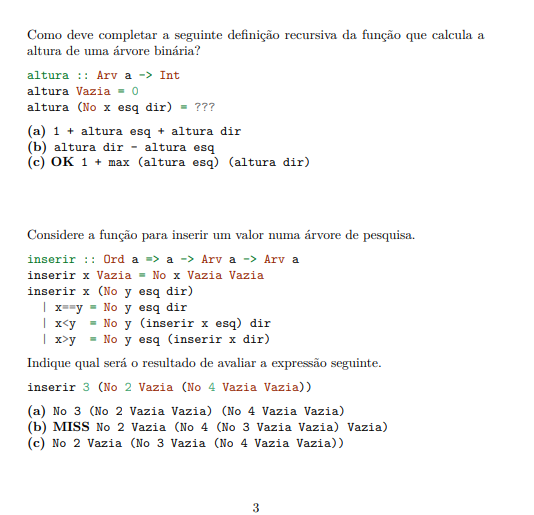 Como deve completar a seguinte definição recursiva da função que calcula a
altura de uma árvore binária?
altura :: Arv a -> Int
altura Vazia = 0
altura (No x esq dir) = ???
(a) 1 + altura esq + altura dir
(b) altura dir - altura esq
(c) OK 1 + max (altura esq) (altura dir)
Considere a função para inserir um valor numa árvore de pesquisa.
inserir :: Ord a => a -> Arv a -> Arv a
inserir x Vazia = No x Vazia Vazia
inserir x (No y esq dir)
| x==y = No y esq dir
| x<y = No y (inserir x esq) dir
| x>y = No y esq (inserir x dir)
Indique qual será o resultado de avaliar a expressão seguinte.
inserir 3 (No 2 Vazia (No 4 Vazia Vazia))
(a) No 3 (No 2 Vazia Vazia) (No 4 Vazia Vazia)
(b) MISS No 2 Vazia (No 4 (No 3 Vazia Vazia) Vazia)
(c) No 2 Vazia (No 3 Vazia (No 4 Vazia Vazia))
3